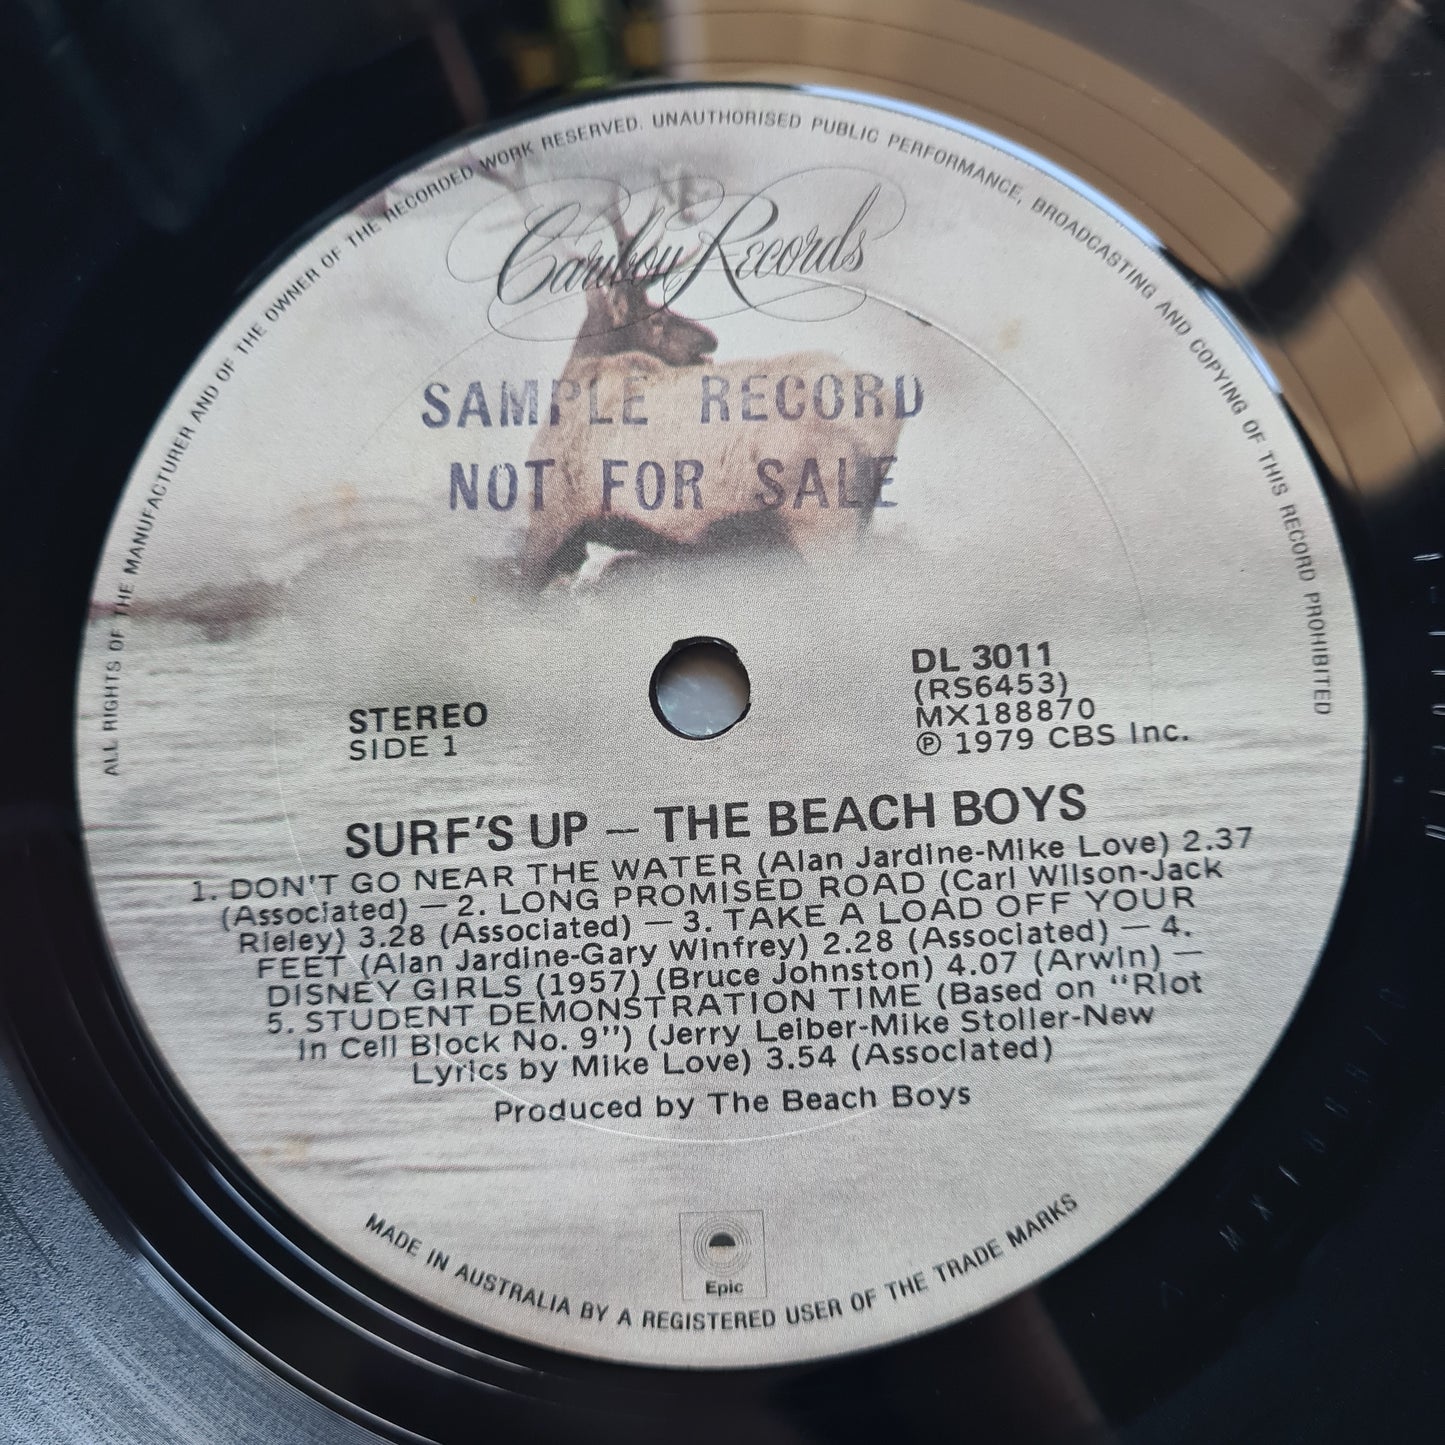 ALL RIGHTS OF THE MANUFACTURER AND OF THE OWNER OF THE RECORDED WORK RESERVED. UNAUTHORISED PUBLIC PERFORMANCE, BROADCASTING AND COPYING OF THIS RECORD PROHIBITED
Caribou Records
SAMPLE RECORD
NOT FOR SALE
STEREO
SIDE 1
DL 3011
(RS6453)
MX188870
℗ 1979 CBS Inc.
SURF'S UP — THE BEACH BOYS
1. DON'T GO NEAR THE WATER (Alan Jardine-Mike Love) 2.37
(Associated) — 2. LONG PROMISED ROAD (Carl Wilson-Jack
Rieley) 3.28 (Associated) — 3. TAKE A LOAD OFF YOUR
FEET (Alan Jardine-Gary Winfrey) 2.28 (Associated) — 4.
DISNEY GIRLS (1957) (Bruce Johnston) 4.07 (Arwin) —
5. STUDENT DEMONSTRATION TIME (Based on "Riot
In Cell Block No. 9") (Jerry Leiber-Mike Stoller-New
Lyrics by Mike Love) 3.54 (Associated)
Produced by The Beach Boys
Epic
MADE IN AUSTRALIA BY A REGISTERED USER OF THE TRADE MARKS